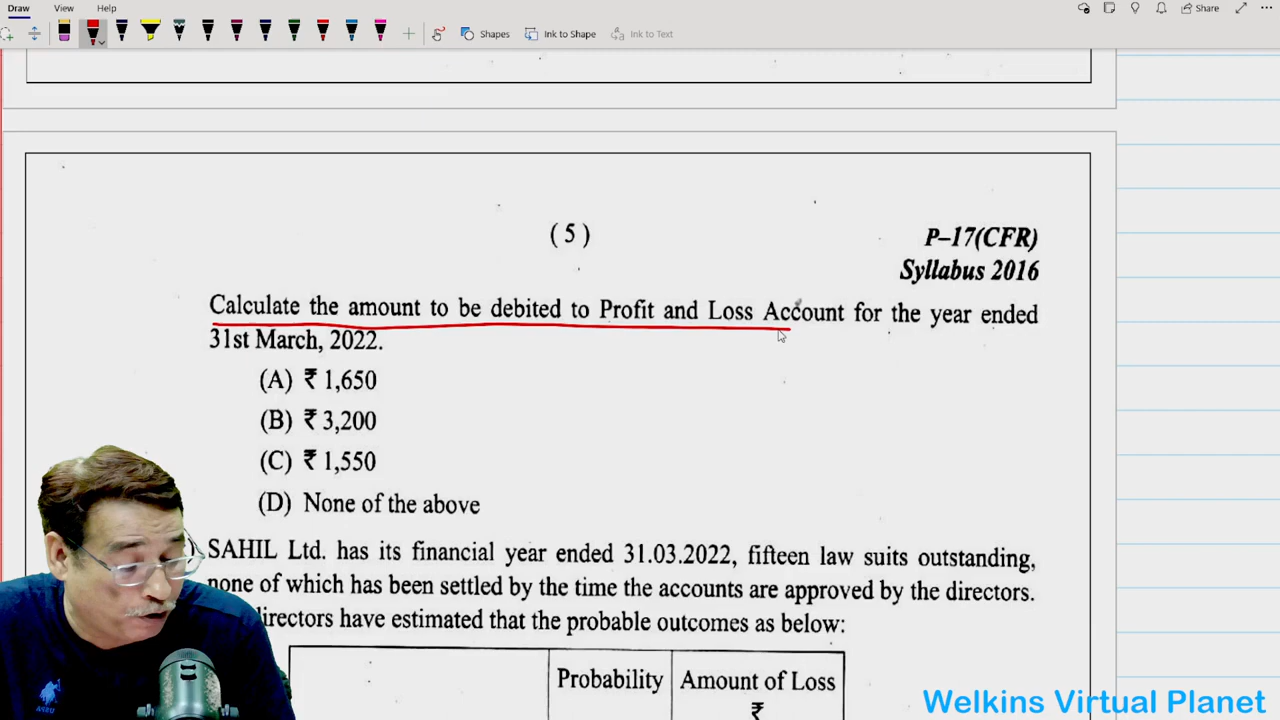 Draw View Help
Share
Shapes Ink to Shape Ink to Text
( 5 )
P–17(CFR)
Syllabus 2016
Calculate the amount to be debited to Profit and Loss Account for the year ended
31st March, 2022.
(A) ₹ 1,650
(B) ₹ 3,200
(C) ₹ 1,550
(D) None of the above
SAHIL Ltd. has its financial year ended 31.03.2022, fifteen law suits outstanding,
none of which has been settled by the time the accounts are approved by the directors.
directors have estimated that the probable outcomes as below:
Probability Amount of Loss
₹
Welkins Virtual Planet